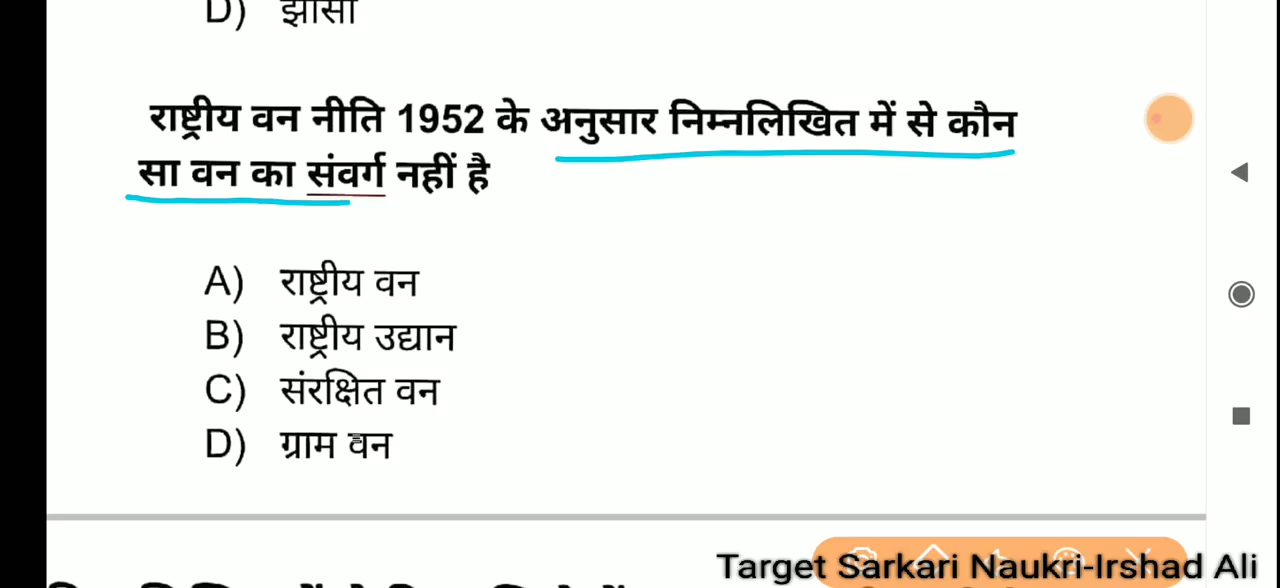 D) झांसी
राष्ट्रीय वन नीति 1952 के अनुसार निम्नलिखित में से कौन
सा वन का संवर्ग नहीं है
A) राष्ट्रीय वन
B) राष्ट्रीय उद्यान
C) संरक्षित वन
D) ग्राम वन
Target Sarkari Naukri-Irshad Ali